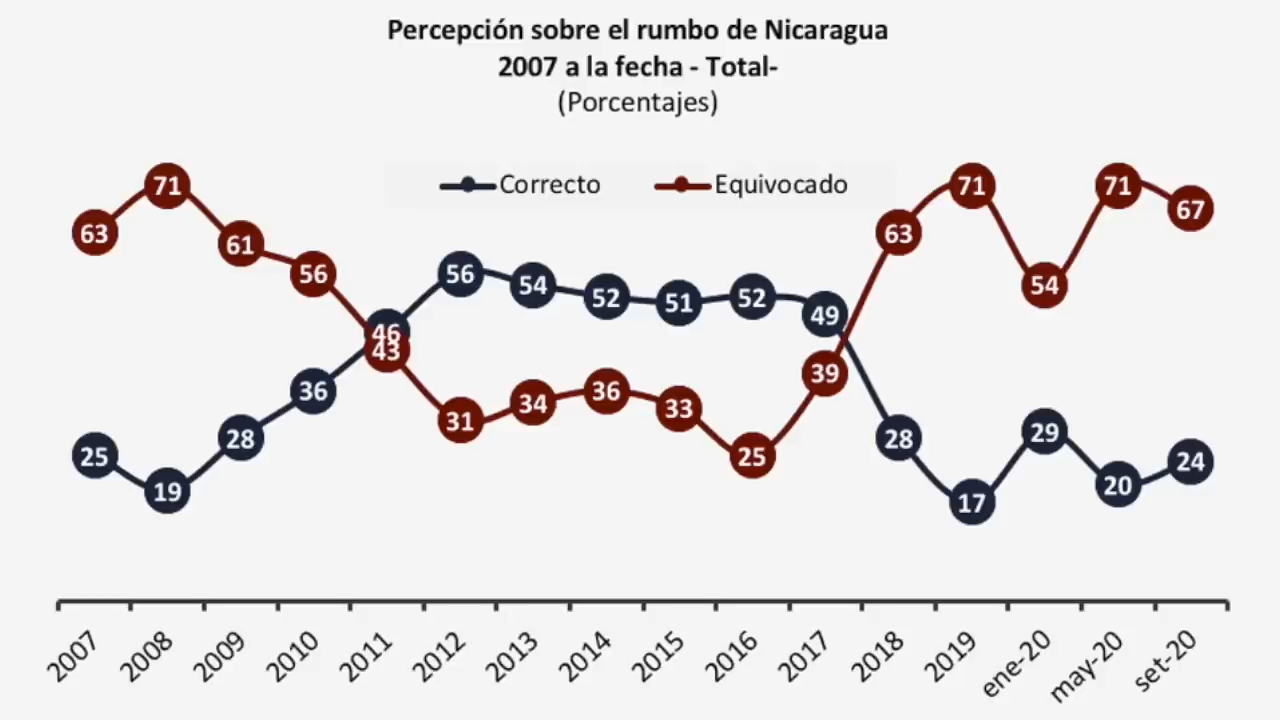 Percepción sobre el rumbo de Nicaragua
2007 a la fecha - Total-
(Porcentajes)
Correcto Equivocado
63 71 61 56 43 31 34 36 33 25 39 63 71 54 71 67
25 19 28 36 46 56 54 52 51 52 49 28 17 29 20 24
2007 2008 2009 2010 2011 2012 2013 2014 2015 2016 2017 2018 2019 ene-20 may-20 set-20